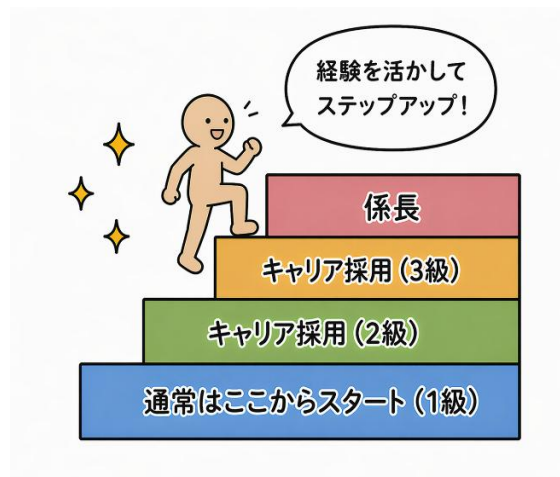 経験を活かして
ステップアップ!
係長
キャリア採用(3級)
キャリア採用(2級)
通常はここからスタート(1級)